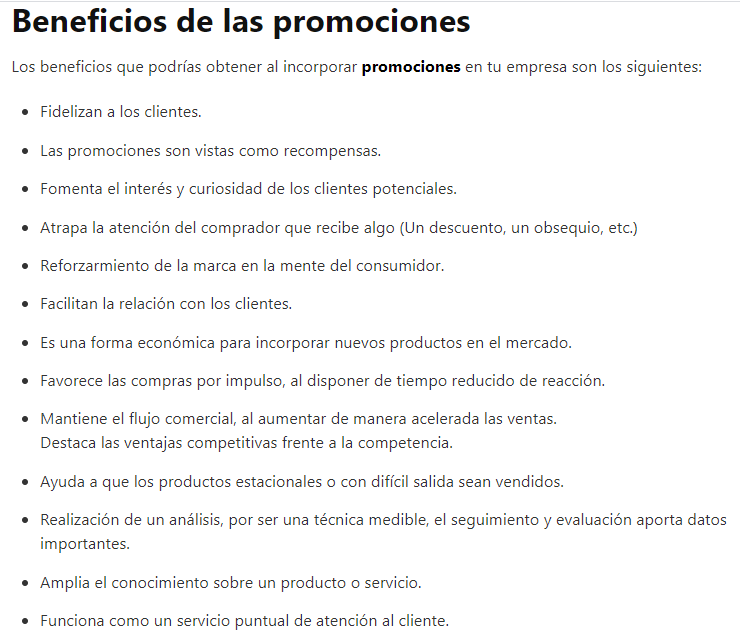 Beneficios de las promociones
Los beneficios que podrías obtener al incorporar promociones en tu empresa son los siguientes:
• Fidelizan a los clientes.
• Las promociones son vistas como recompensas.
• Fomenta el interés y curiosidad de los clientes potenciales.
• Atrapa la atención del comprador que recibe algo (Un descuento, un obsequio, etc.)
• Reforzarmiento de la marca en la mente del consumidor.
• Facilitan la relación con los clientes.
• Es una forma económica para incorporar nuevos productos en el mercado.
• Favorece las compras por impulso, al disponer de tiempo reducido de reacción.
• Mantiene el flujo comercial, al aumentar de manera acelerada las ventas.
Destaca las ventajas competitivas frente a la competencia.
• Ayuda a que los productos estacionales o con difícil salida sean vendidos.
• Realización de un análisis, por ser una técnica medible, el seguimiento y evaluación aporta datos
importantes.
• Amplia el conocimiento sobre un producto o servicio.
• Funciona como un servicio puntual de atención al cliente.